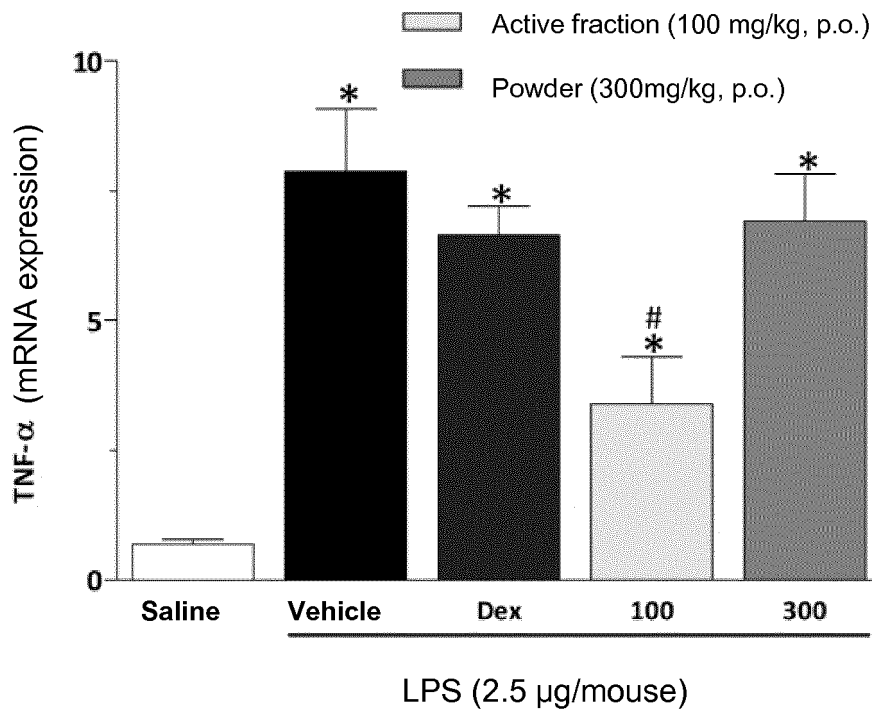 Active fraction (100 mg/kg, p.o.)
Powder (300mg/kg, p.o.)
TNF-α (mRNA expression)
10
5
0
*
*
#
*
*
Saline Vehicle Dex 100 300
LPS (2.5 µg/mouse)